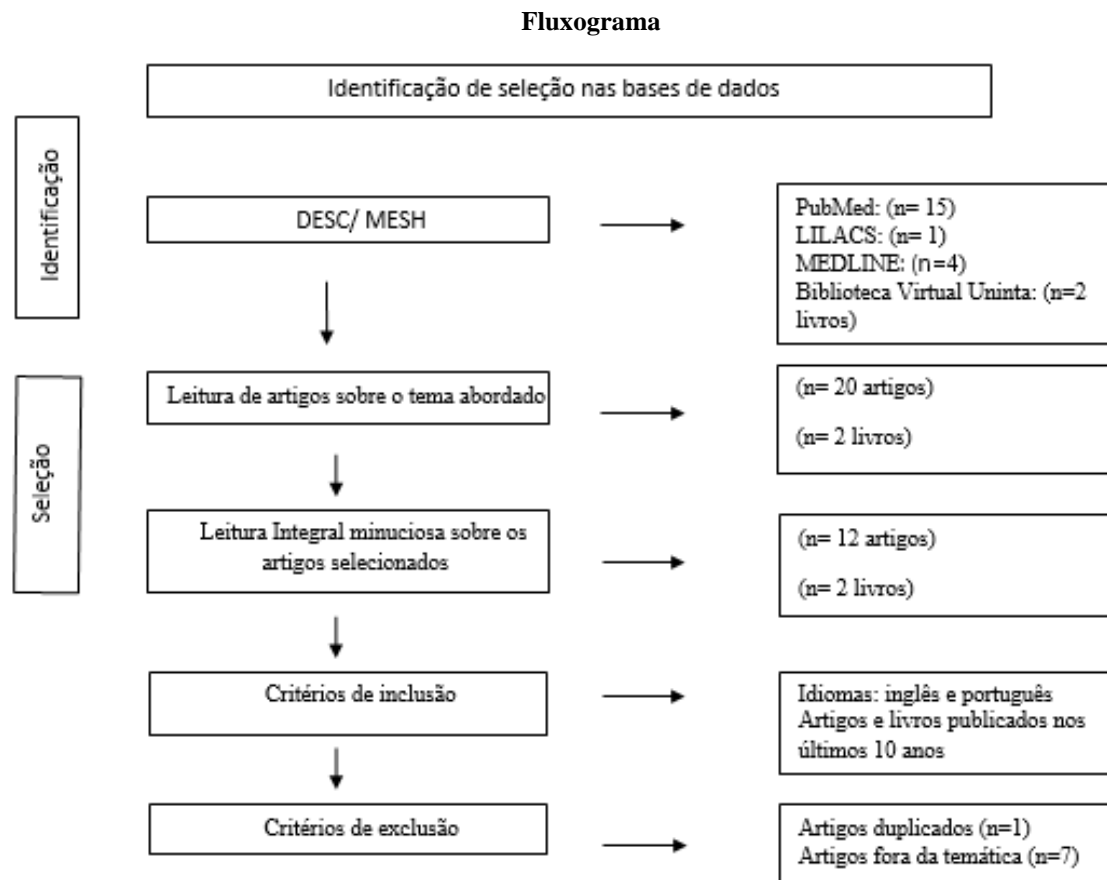 Fluxograma
Identificação de seleção nas bases de dados
Identificação
DESC/ MESH
PubMed: (n= 15)
LILACS: (n= 1)
MEDLINE: (n=4)
Biblioteca Virtual Uninta: (n=2
livros)
Seleção
Leitura de artigos sobre o tema abordado
(n= 20 artigos)
(n= 2 livros)
Leitura Integral minuciosa sobre os
artigos selecionados
(n= 12 artigos)
(n= 2 livros)
Critérios de inclusão
Idiomas: inglês e português
Artigos e livros publicados nos
últimos 10 anos
Critérios de exclusão
Artigos duplicados (n=1)
Artigos fora da temática (n=7)